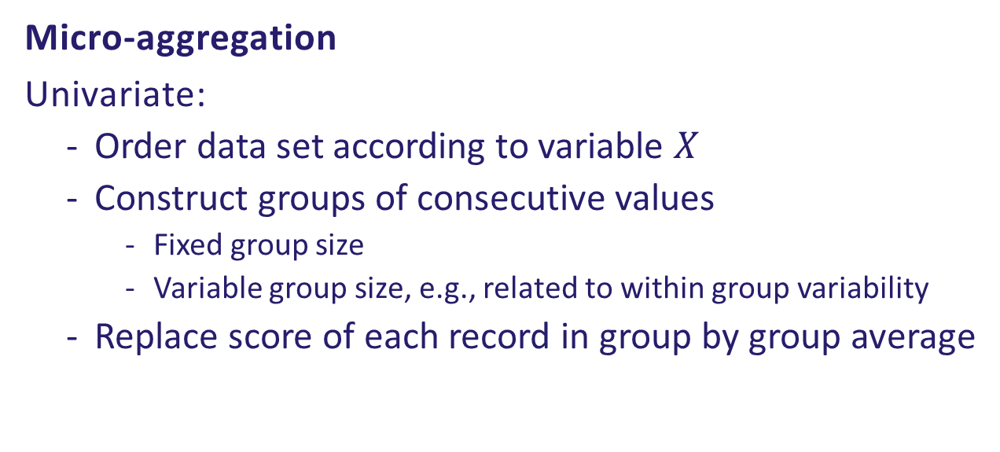 Micro-aggregation
Univariate:
- Order data set according to variable X
- Construct groups of consecutive values
- Fixed group size
- Variable group size, e.g., related to within group variability
- Replace score of each record in group by group average